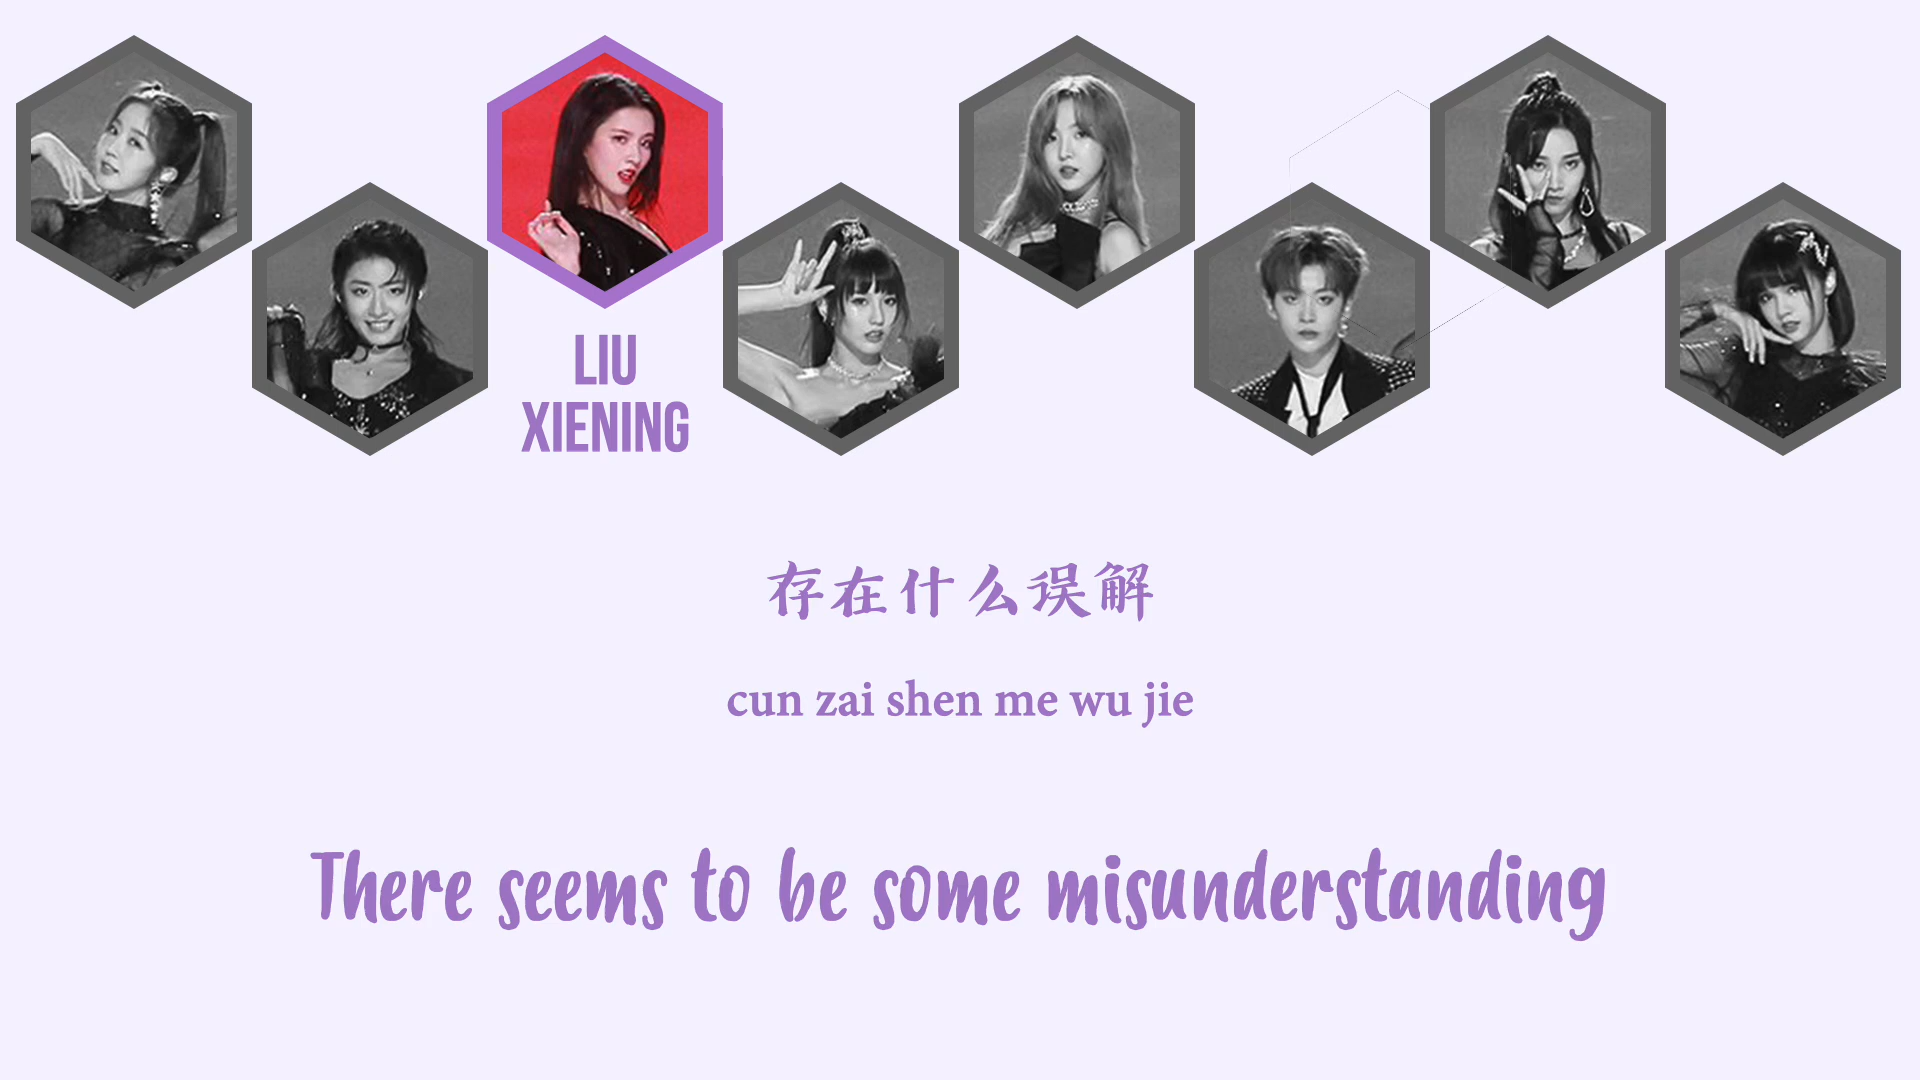 LIU
XIENING
存在什么误解
cun zai shen me wu jie
There seems to be some misunderstanding